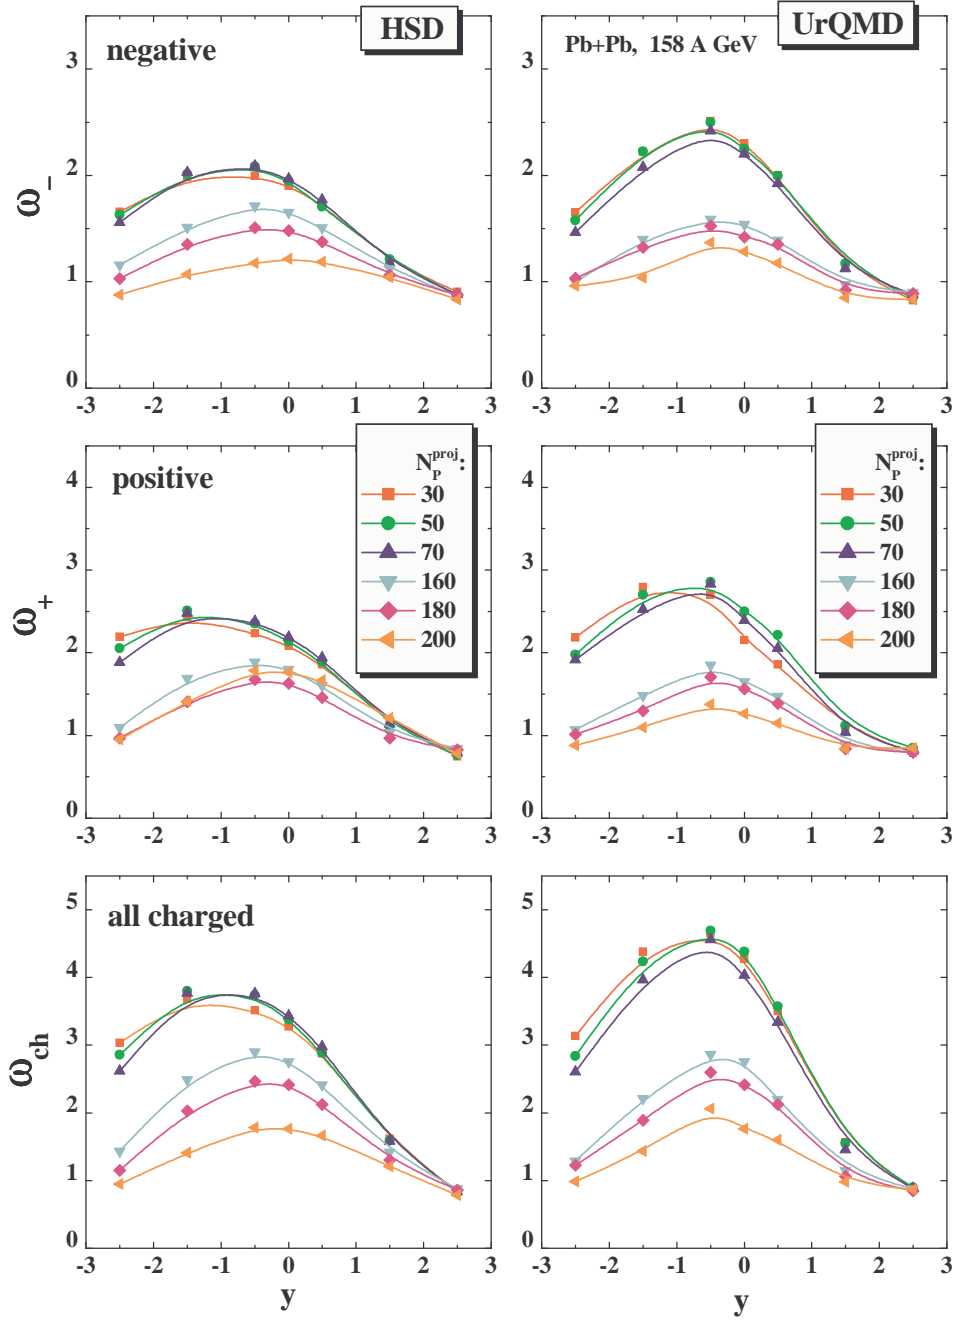 HSD
UrQMD
negative
Pb+Pb, 158 A GeV
ω_
3
2
1
0
-3 -2 -1 0 1 2 3
3
2
1
0
-3 -2 -1 0 1 2 3
positive
ω+
4
3
2
1
0
-3 -2 -1 0 1 2 3
N_P^proj:
30
50
70
160
180
200
4
3
2
1
0
-3 -2 -1 0 1 2 3
N_P^proj:
30
50
70
160
180
200
all charged
ω_ch
5
4
3
2
1
0
-3 -2 -1 0 1 2 3
y
5
4
3
2
1
0
-3 -2 -1 0 1 2 3
y